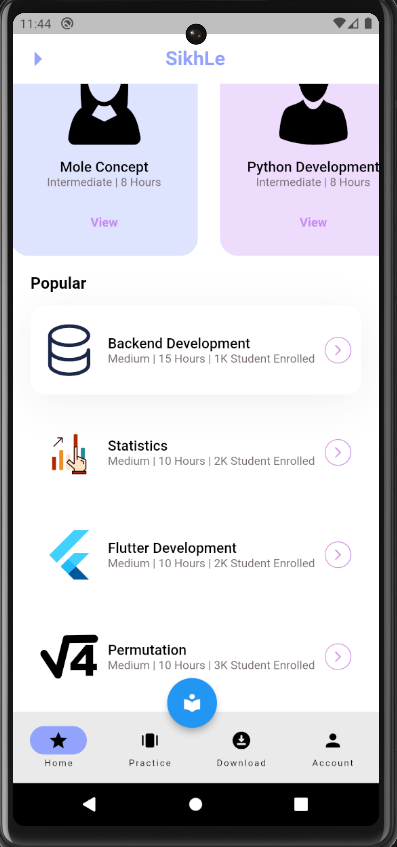 11:44
SikhLe
Mole Concept
Intermediate | 8 Hours
View
Python Development
Intermediate | 8 Hours
View
Popular
Backend Development
Medium | 15 Hours | 1K Student Enrolled
Statistics
Medium | 10 Hours | 2K Student Enrolled
Flutter Development
Medium | 10 Hours | 2K Student Enrolled
√4
Permutation
Medium | 10 Hours | 3K Student Enrolled
Home
Practice
Download
Account